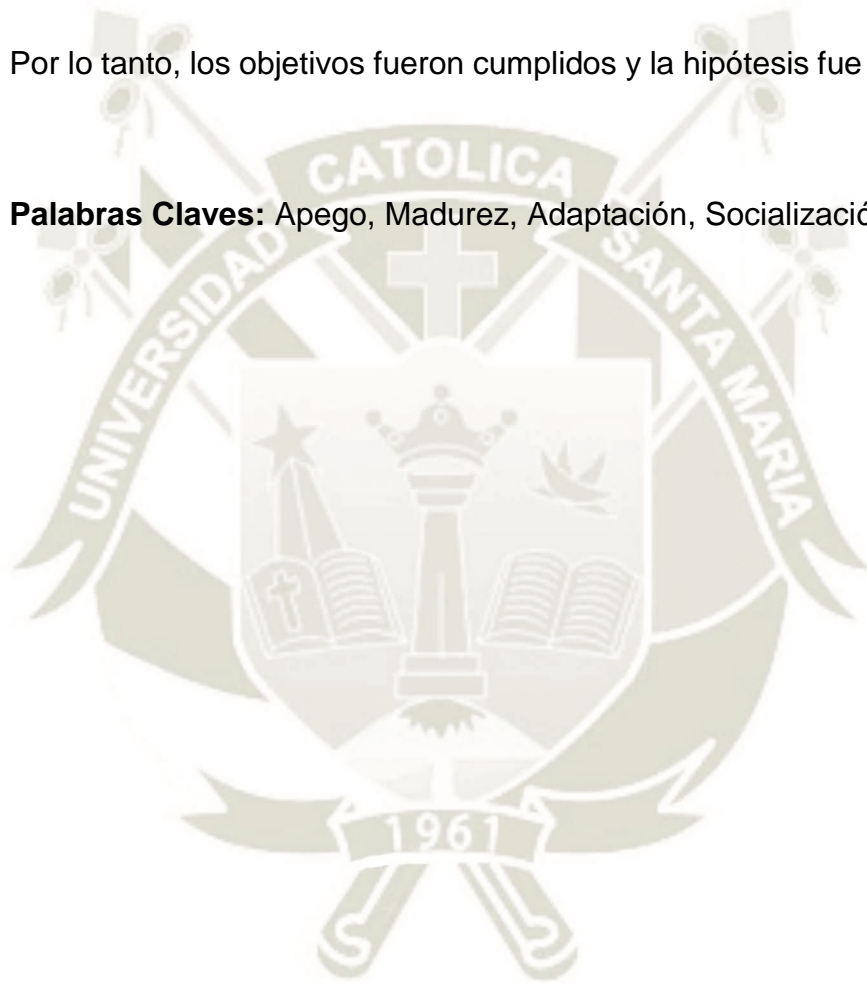 Por lo tanto, los objetivos fueron cumplidos y la hipótesis fue
Palabras Claves: Apego, Madurez, Adaptación, Socializació
UNIVERSIDAD CATOLICA SANTA MARIA
1961